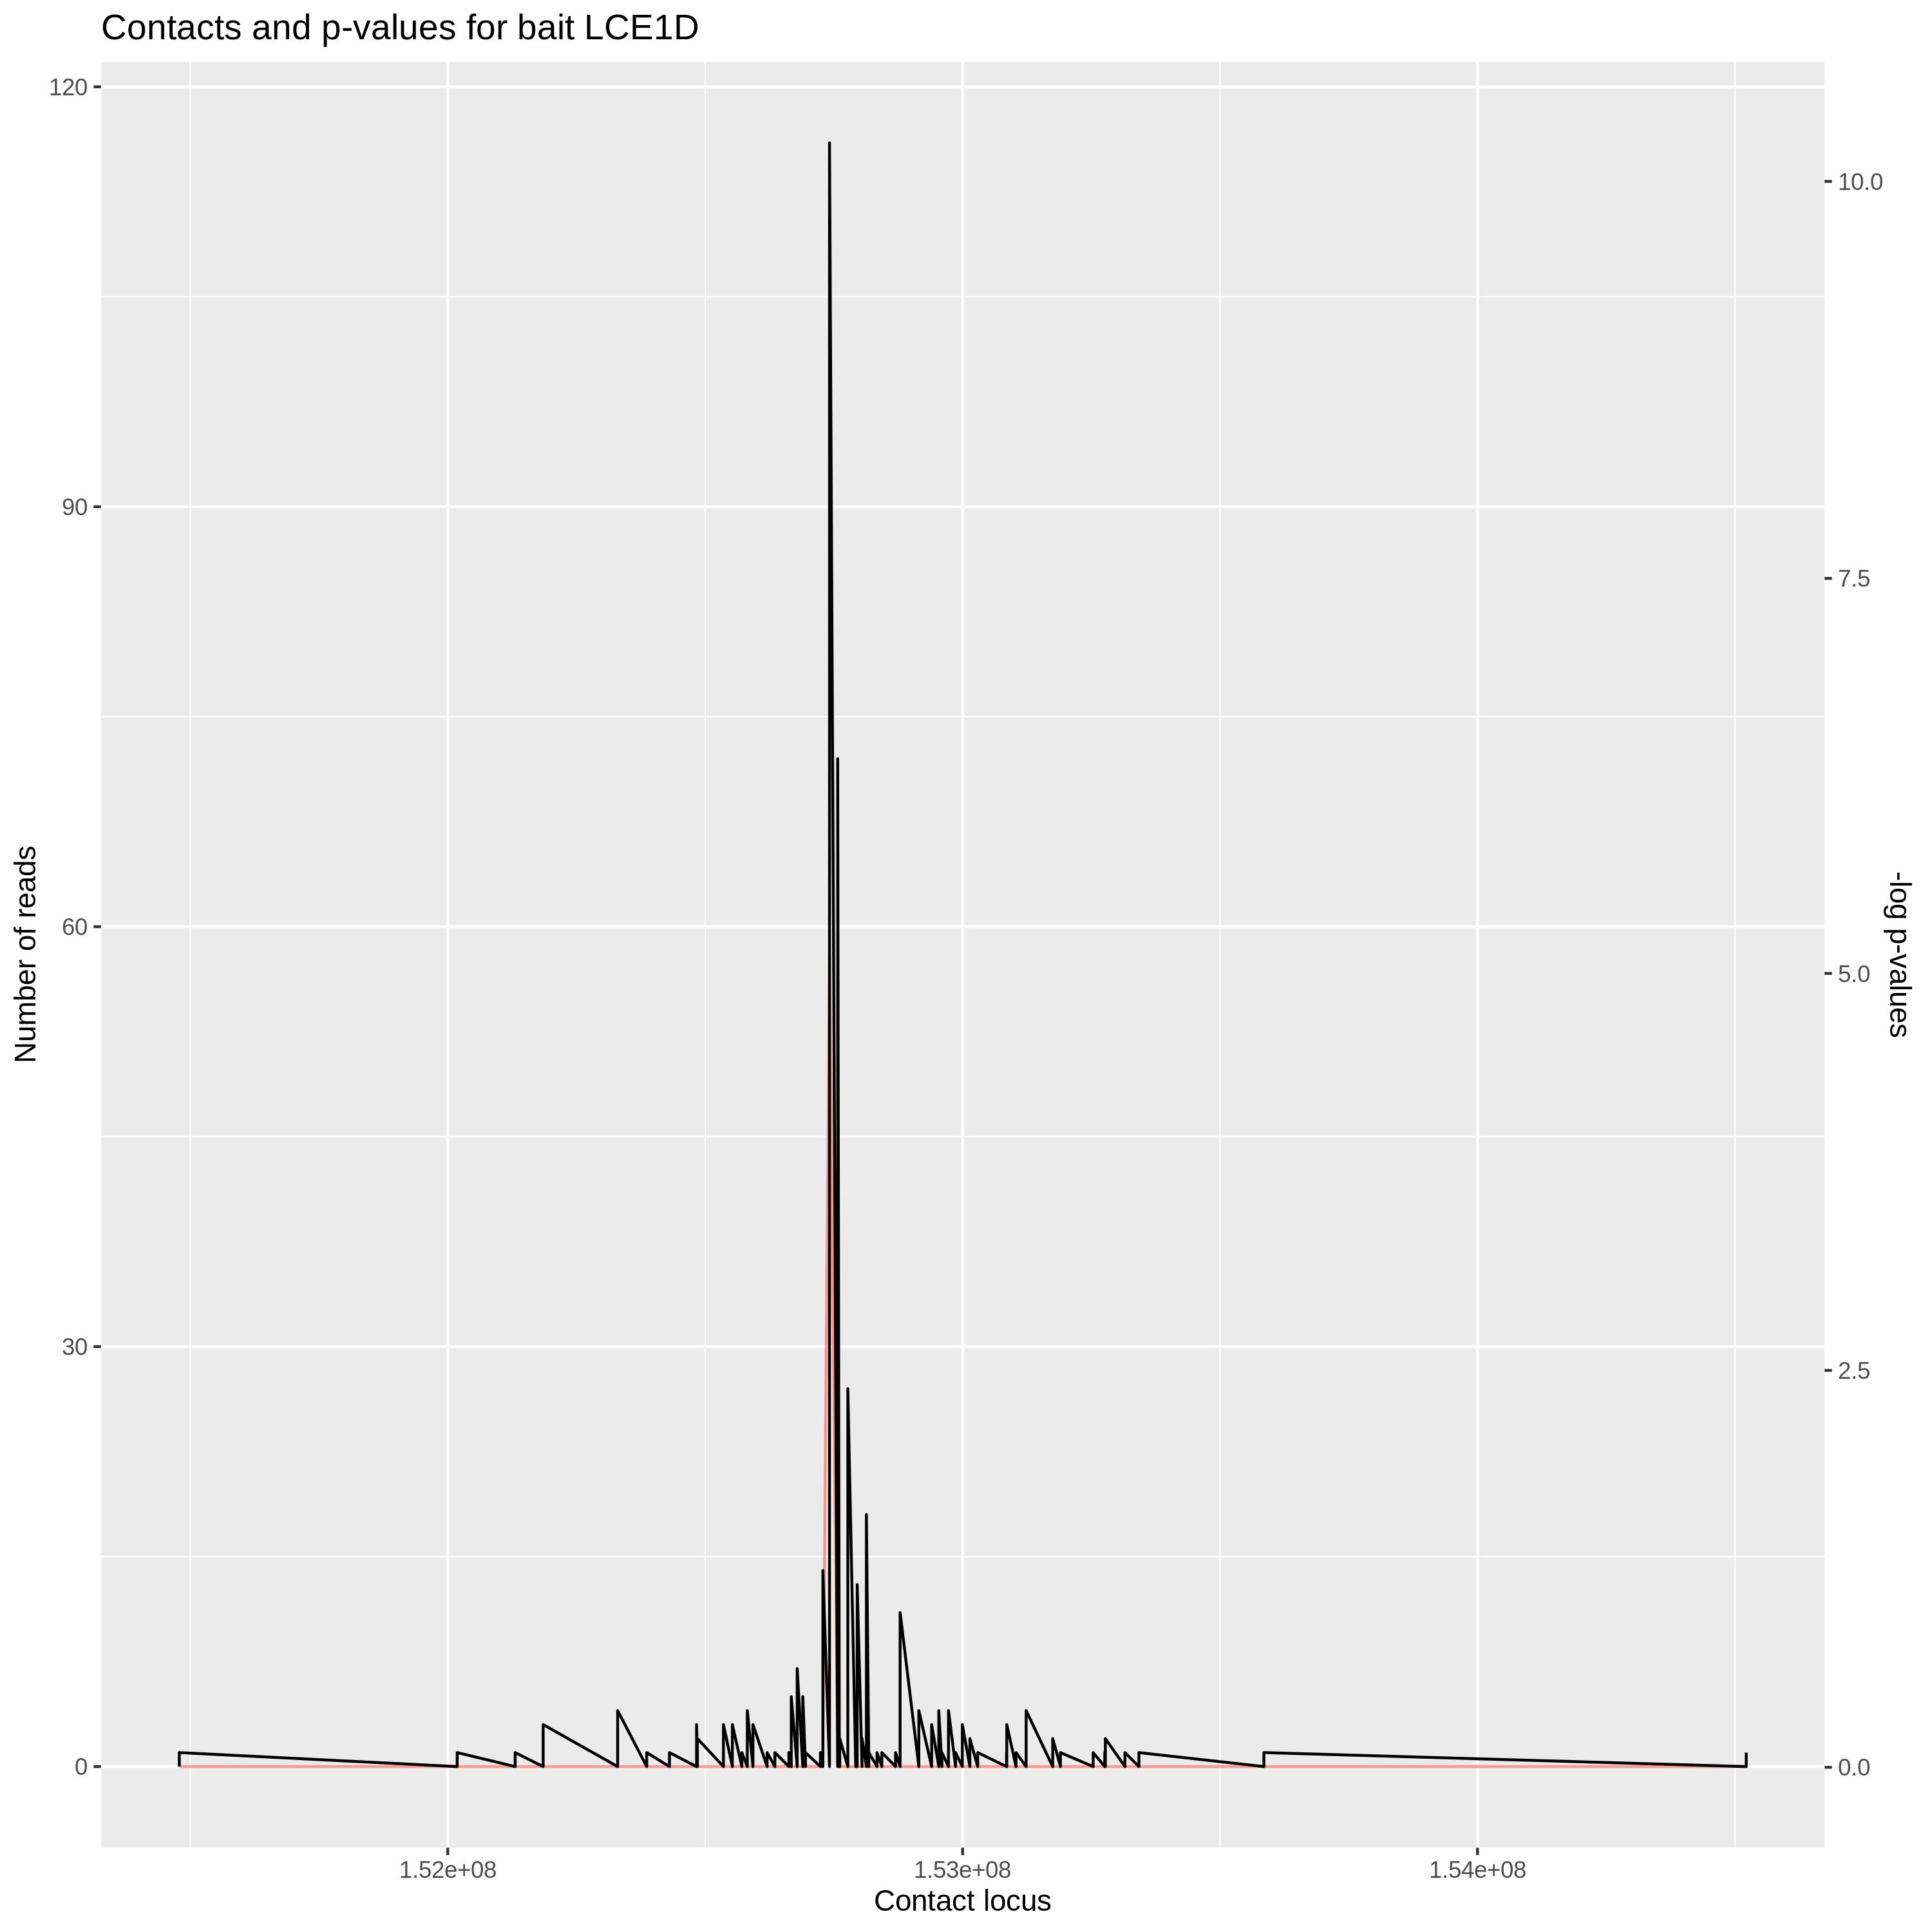 Contacts and p-values for bait LCE1D
120
90
60
30
0
Number of reads
10.0
7.5
5.0
2.5
0.0
-log p-values
1.52e+08
1.53e+08
1.54e+08
Contact locus